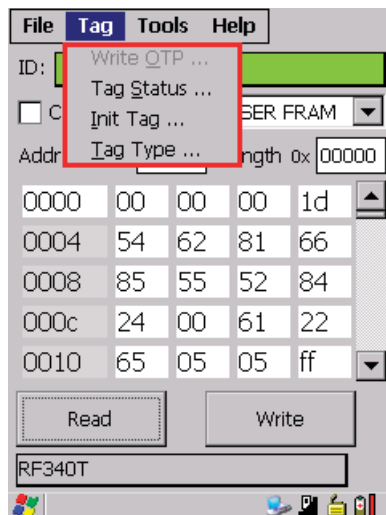 File Tag Tools Help
ID:
Write OTP ...
Tag Status ...
Init Tag ...
Tag Type ...
C SER FRAM
Addr ngth 0x 00000
0000 00 00 00 1d
0004 54 62 81 66
0008 85 55 52 84
000c 24 00 61 22
0010 65 05 05 ff
Read Write
RF340T